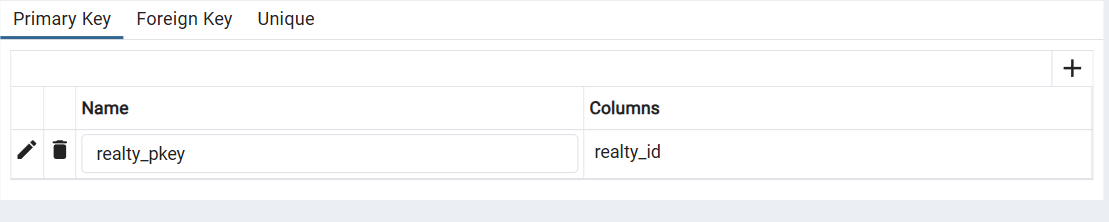 Primary Key Foreign Key Unique
Name Columns
realty_pkey realty_id